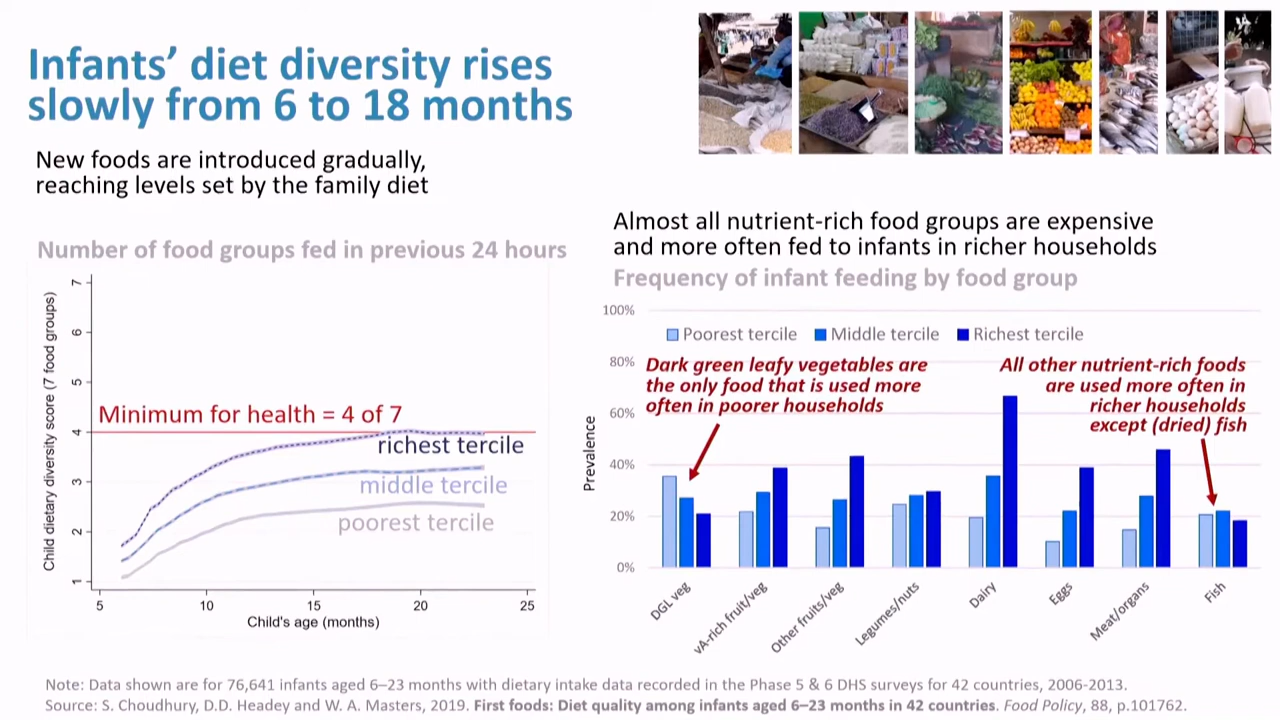 Infants’ diet diversity rises
slowly from 6 to 18 months
New foods are introduced gradually,
reaching levels set by the family diet
Number of food groups fed in previous 24 hours
Child dietary diversity score (7 food groups)
7
6
5
4
3
2
1
Minimum for health = 4 of 7
richest tercile
middle tercile
poorest tercile
5
10
15
20
25
Child's age (months)
Almost all nutrient-rich food groups are expensive
and more often fed to infants in richer households
Frequency of infant feeding by food group
100%
80%
60%
40%
20%
0%
Prevalence
Poorest tercile
Middle tercile
Richest tercile
Dark green leafy vegetables are
the only food that is used more
often in poorer households
All other nutrient-rich foods
are used more often in
richer households
except (dried) fish
DGL veg
vA-rich fruit/veg
Other fruits/veg
Legumes/nuts
Dairy
Eggs
Meat/organs
Fish
Note: Data shown are for 76,641 infants aged 6–23 months with dietary intake data recorded in the Phase 5 & 6 DHS surveys for 42 countries, 2006-2013.
Source: S. Choudhury, D.D. Headey and W. A. Masters, 2019. First foods: Diet quality among infants aged 6–23 months in 42 countries. Food Policy, 88, p.101762.